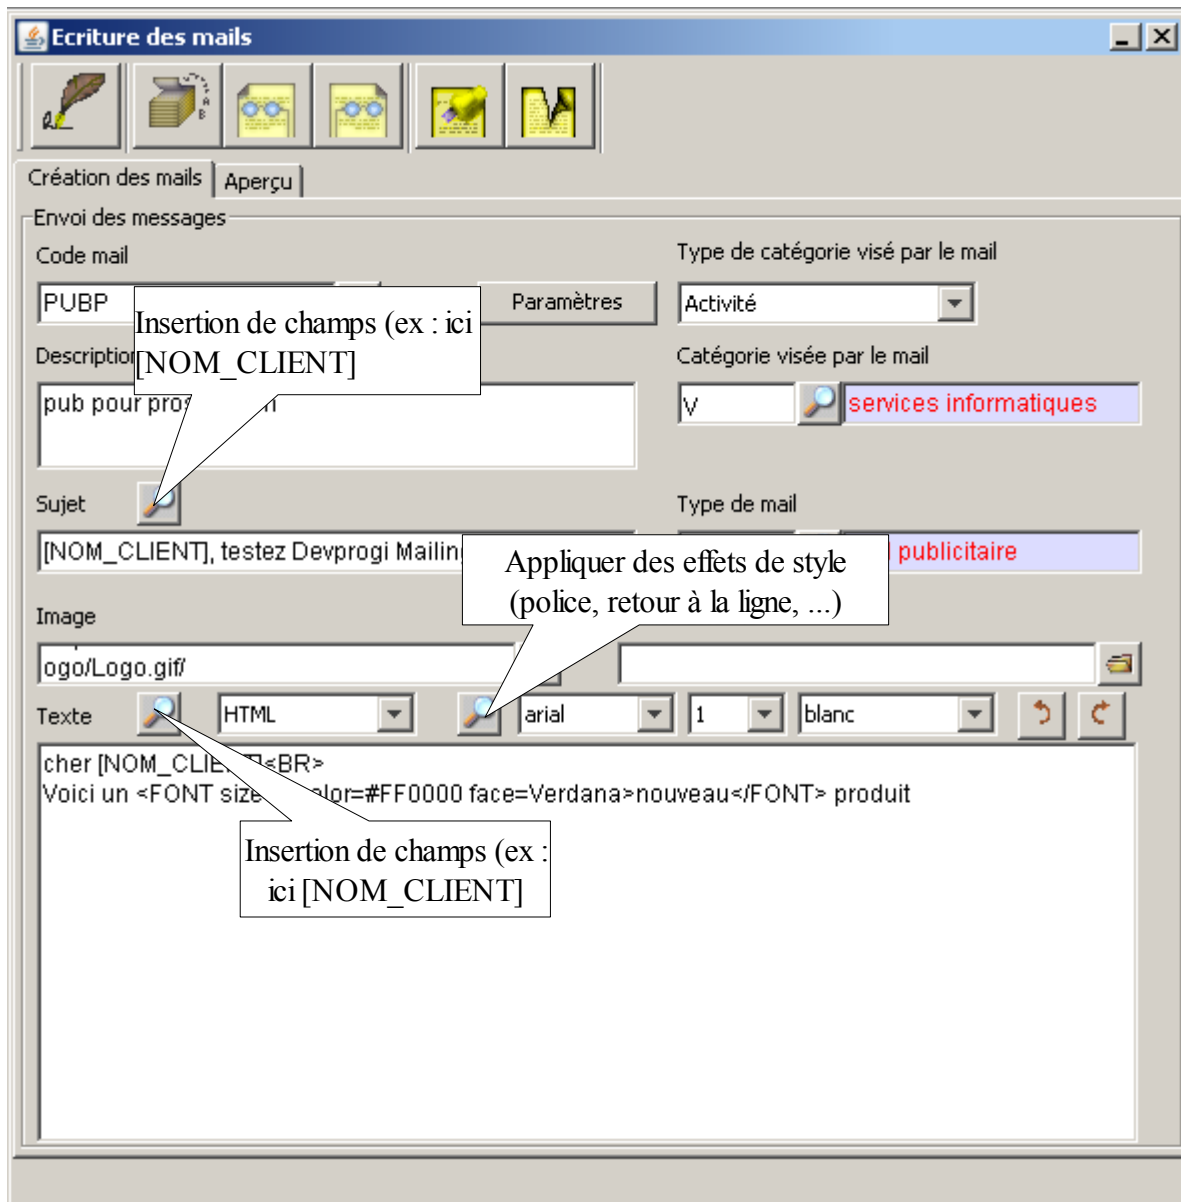 Ecriture des mails
A
B
Création des mails
Aperçu
Envoi des messages
Code mail
Type de catégorie visé par le mail
PUBP
Paramètres
Activité
Insertion de champs (ex : ici
[NOM_CLIENT]
Description
Catégorie visée par le mail
pub pour
V
services informatiques
Sujet
Type de mail
[NOM_CLIENT], testez Devprogi Mailing
publicitaire
Appliquer des effets de style
(police, retour à la ligne, ...)
Image
ogo/Logo.gif/
Texte
HTML
arial
1
blanc
cher [NOM_CLIENT]<BR>
Voici un <FONT size color=#FF0000 face=Verdana>nouveau</FONT> produit
Insertion de champs (ex :
ici [NOM_CLIENT]